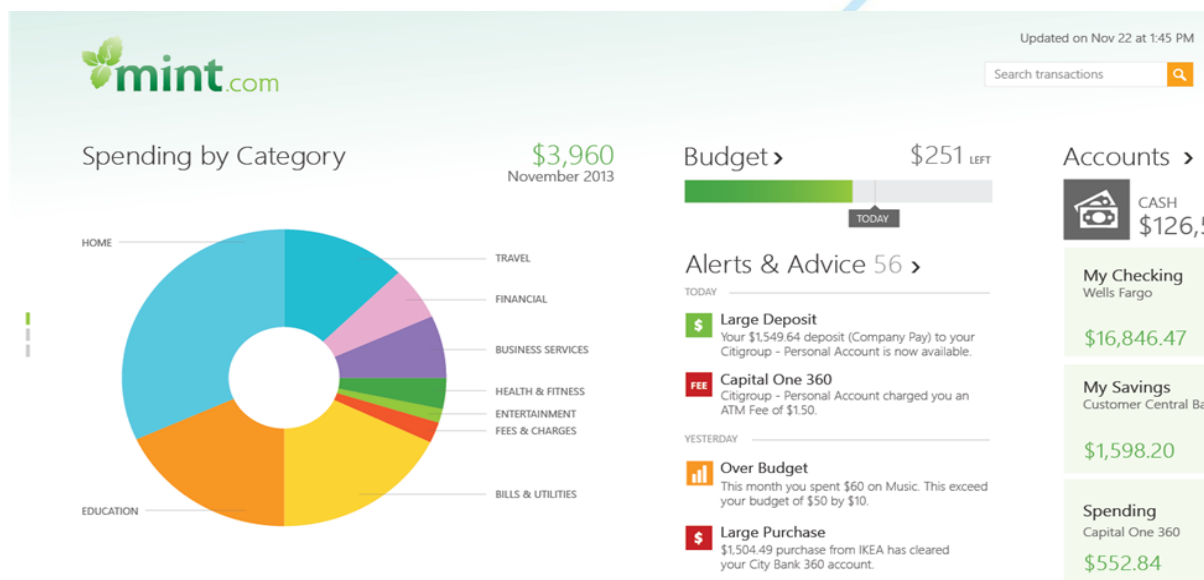 mint.com
Updated on Nov 22 at 1:45 PM
Search transactions
Spending by Category
$3,960
November 2013
HOME
TRAVEL
FINANCIAL
BUSINESS SERVICES
HEALTH & FITNESS
ENTERTAINMENT
FEES & CHARGES
BILLS & UTILITIES
EDUCATION
Budget
$251 LEFT
TODAY
Alerts & Advice 56
TODAY
$
Large Deposit
Your $1,549.64 deposit (Company Pay) to your
Citigroup - Personal Account is now available.
FEE
Capital One 360
Citigroup - Personal Account charged you an
ATM Fee of $1.50.
YESTERDAY
Over Budget
This month you spent $60 on Music. This exceed
your budget of $50 by $10.
$
Large Purchase
$1,504.49 purchase from IKEA has cleared
your City Bank 360 account.
Accounts
CASH
$126,
My Checking
Wells Fargo
$16,846.47
My Savings
Customer Central
$1,598.20
Spending
Capital One 360
$552.84